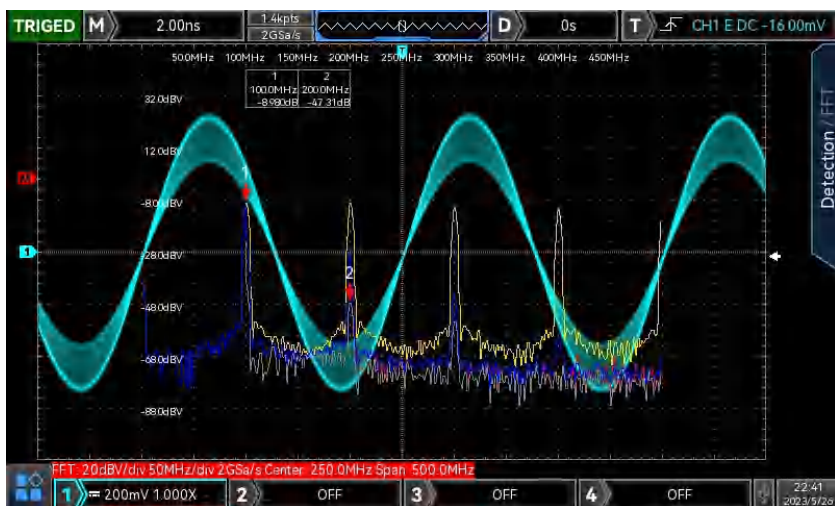 TRIGED M 2.00ns 1.4kpts 2GSa/s D 0s T CH1 E DC -16.00mV
500MHz 100MHz 150MHz 200MHz 250MHz 300MHz 350MHz 400MHz 450MHz
T
1 2
100.0MHz 200.0MHz
-8.980dB -47.31dB
32.0dBV
12.0dBV
-8.00dBV
-28.0dBV
-48.0dBV
-68.0dBV
-88.0dBV
1
2
1
Detection / FFT
FFT: 20dBV/div 50MHz/div 2GSa/s Center: 250.0MHz Span: 500.0MHz
1 200mV 1.000X 2 OFF 3 OFF 4 OFF
22:41
2023/5/26